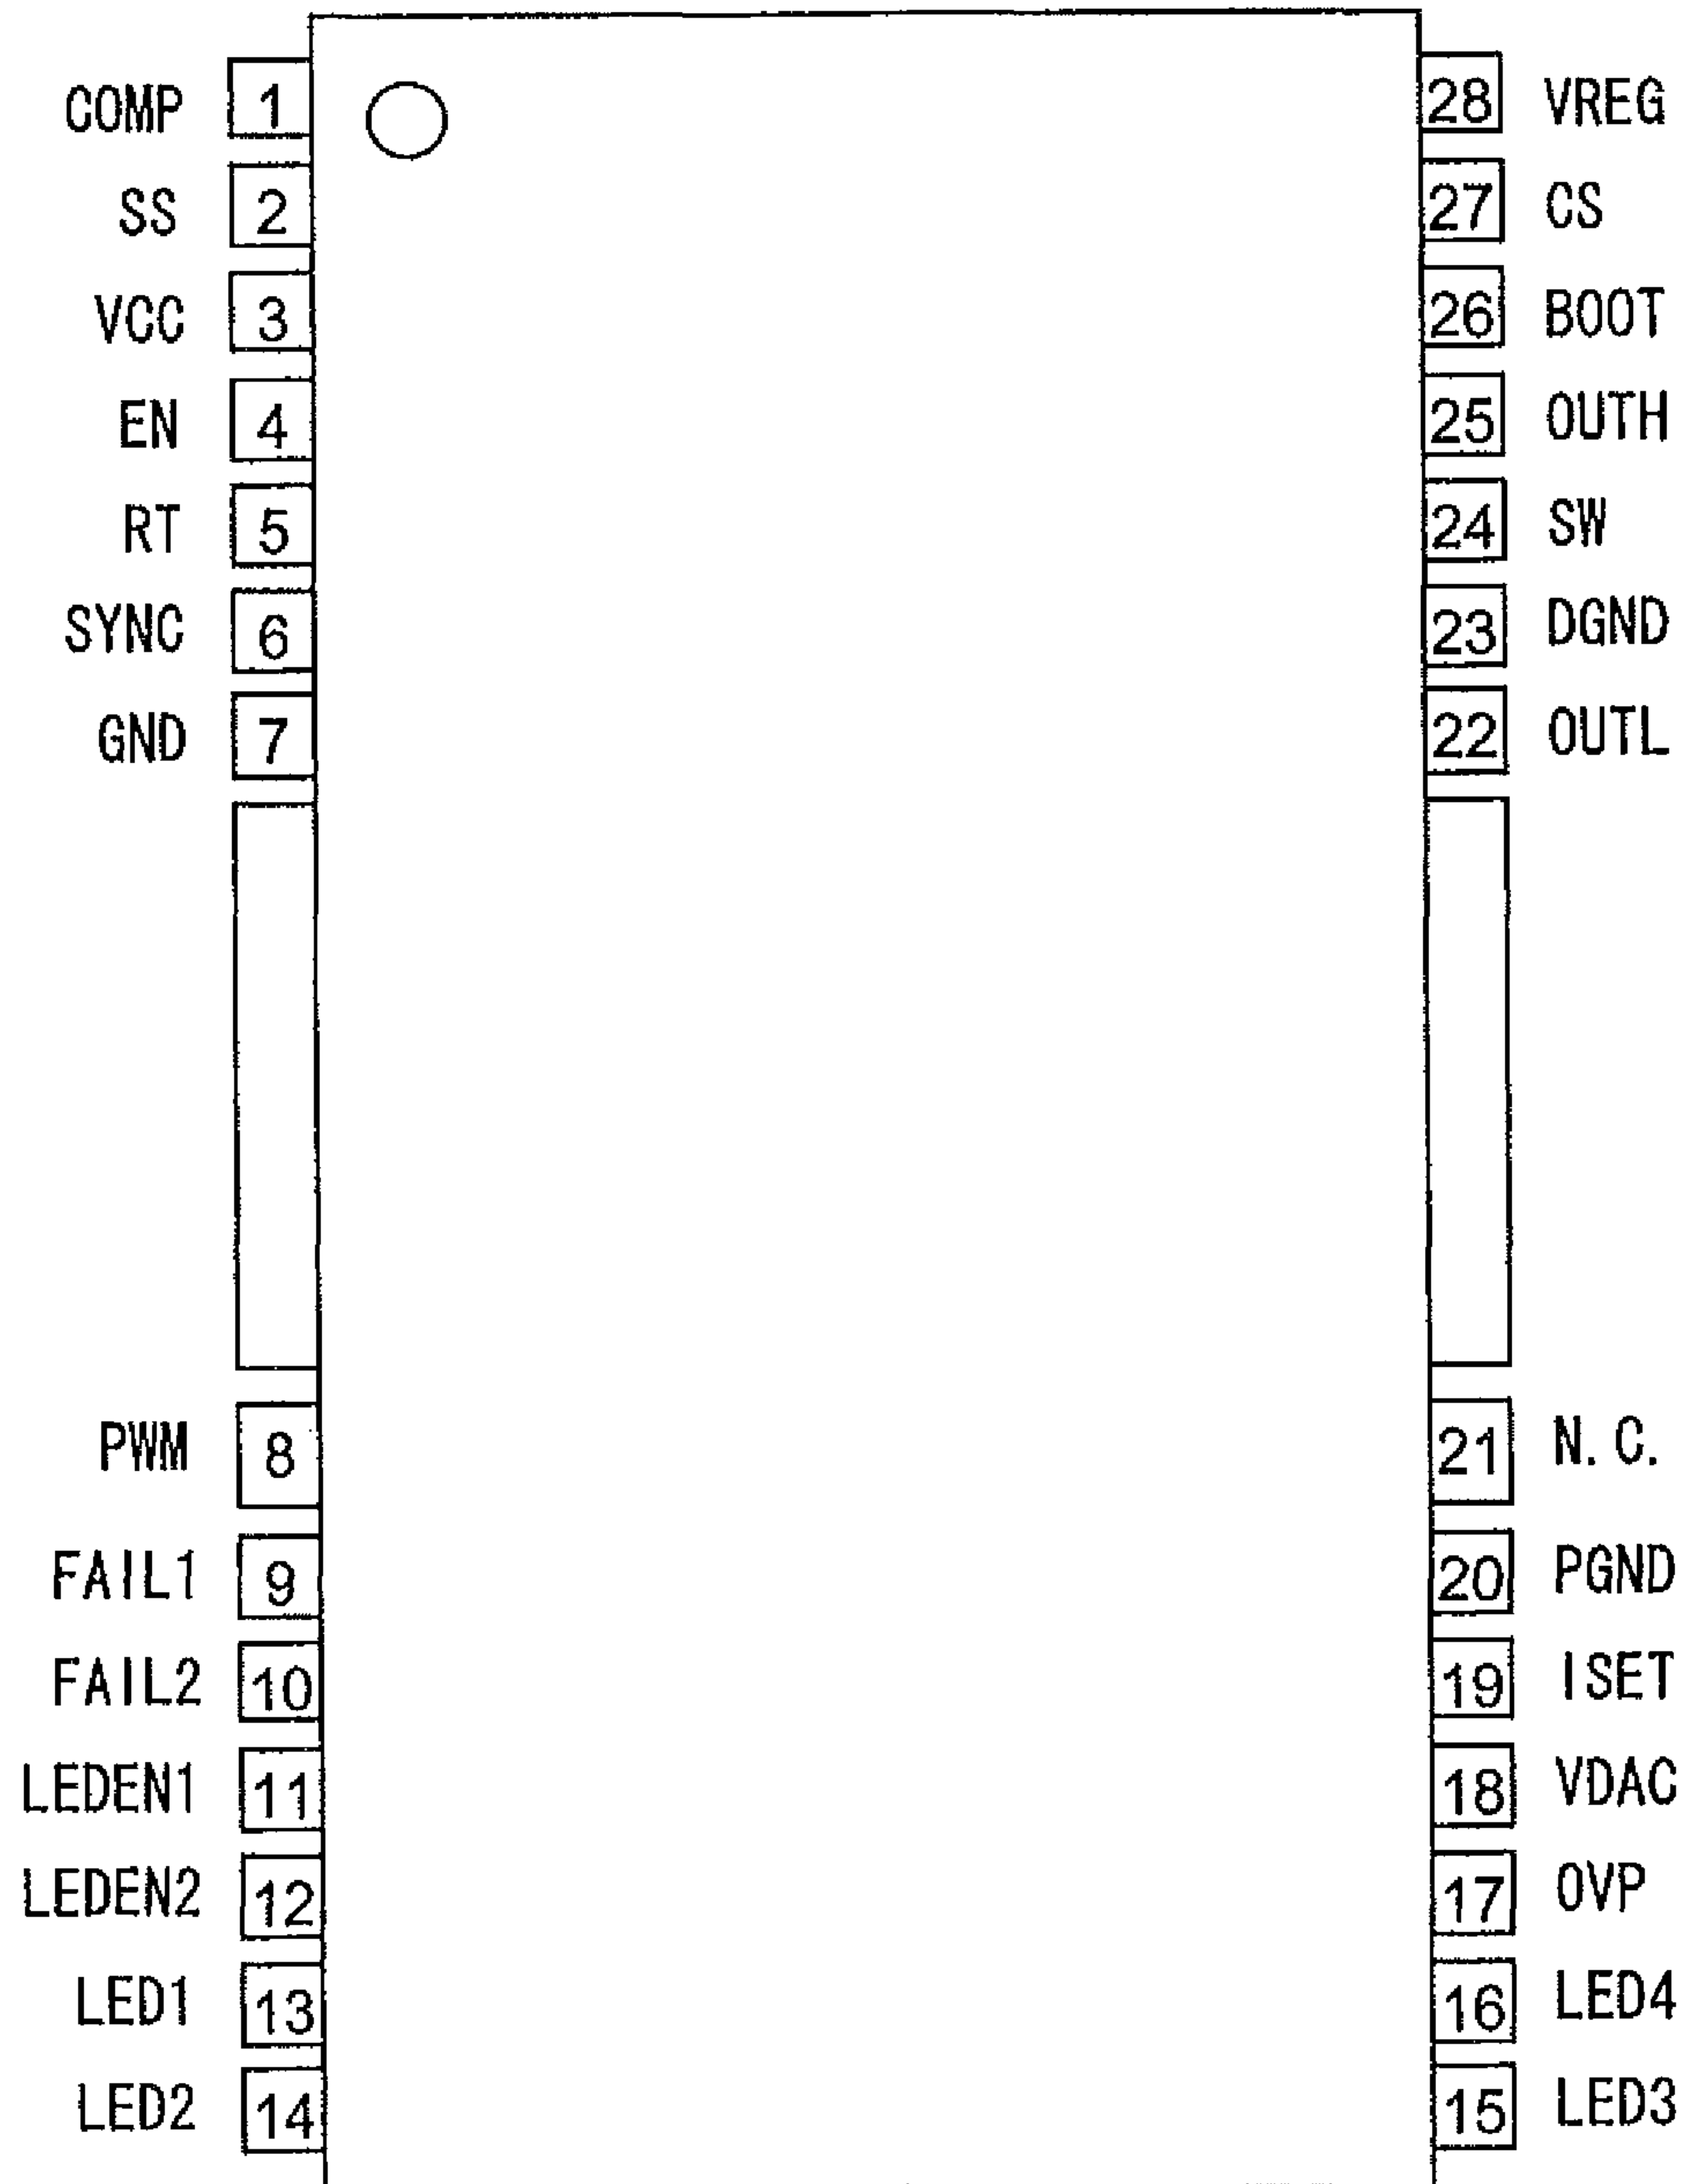 COMP 1 28 VREG
SS 2 27 CS
VCC 3 26 BOOT
EN 4 25 OUTH
RT 5 24 SW
SYNC 6 23 DGND
GND 7 22 OUTL
PWM 8 21 N.C.
FAIL1 9 20 PGND
FAIL2 10 19 ISET
LEDEN1 11 18 VDAC
LEDEN2 12 17 OVP
LED1 13 16 LED4
LED2 14 15 LED3